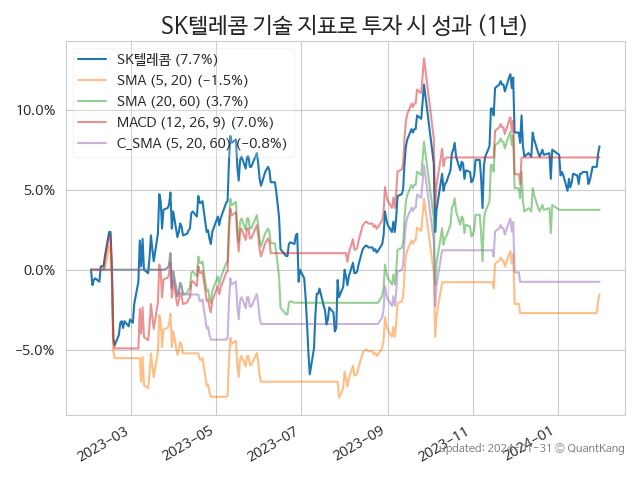 SK텔레콤 기술 지표로 투자 시 성과 (1년)
SK텔레콤 (7.7%)
SMA (5, 20) (−1.5%)
SMA (20, 60) (3.7%)
MACD (12, 26, 9) (7.0%)
C_SMA (5, 20, 60) (−0.8%)
10.0%
5.0%
0.0%
−5.0%
2023−03
2023−05
2023−07
2023−09
2023−11
2024−01
updated: 2024-01-31 © QuantKang